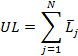 UL = \sum_{j=1}^{N} \bar{L}_j